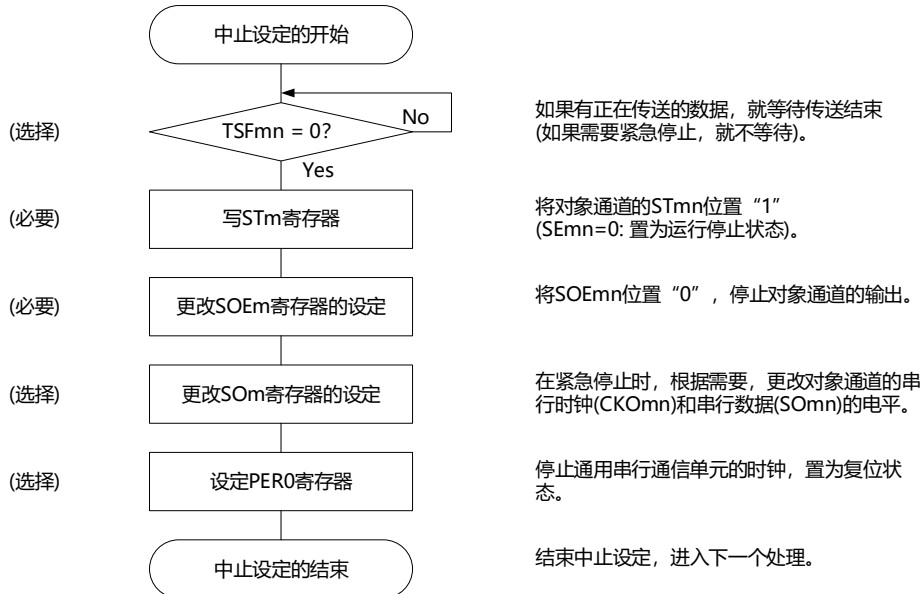 中止设定的开始
(选择)
TSFmn = 0?
No
如果有正在传送的数据，就等待传送结束
(如果需要紧急停止，就不等待)。
Yes
(必要)
写STm寄存器
将对象通道的STmn位置“1”
(SEmn=0: 置为运行停止状态)。
(必要)
更改SOEm寄存器的设定
将SOEmn位置“0”，停止对象通道的输出。
(选择)
更改SOm寄存器的设定
在紧急停止时，根据需要，更改对象通道的串
行时钟(CKOmn)和串行数据(SOmn)的电平。
(选择)
设定PER0寄存器
停止通用串行通信单元的时钟，置为复位状
态。
中止设定的结束
结束中止设定，进入下一个处理。